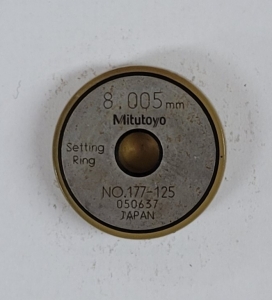 8.005mm
Mitutoyo
Setting
Ring
NO.177-125
050637
JAPAN